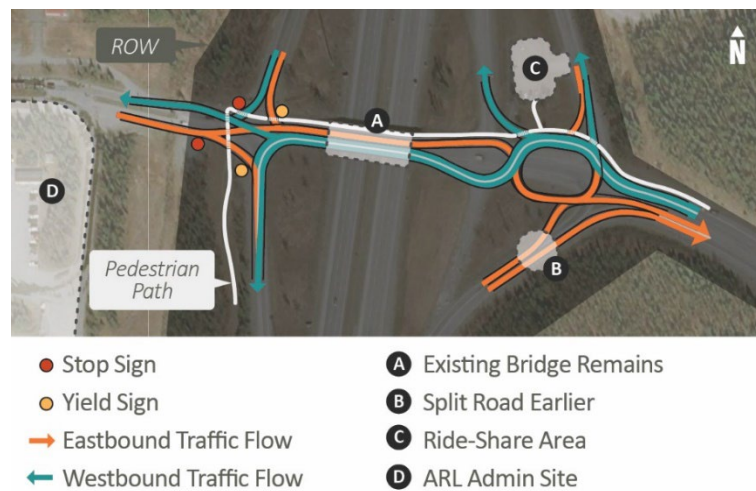 ROW
N
C
A
D
B
Pedestrian
Path
Stop Sign
Yield Sign
Eastbound Traffic Flow
Westbound Traffic Flow
A Existing Bridge Remains
B Split Road Earlier
C Ride-Share Area
D ARL Admin Site